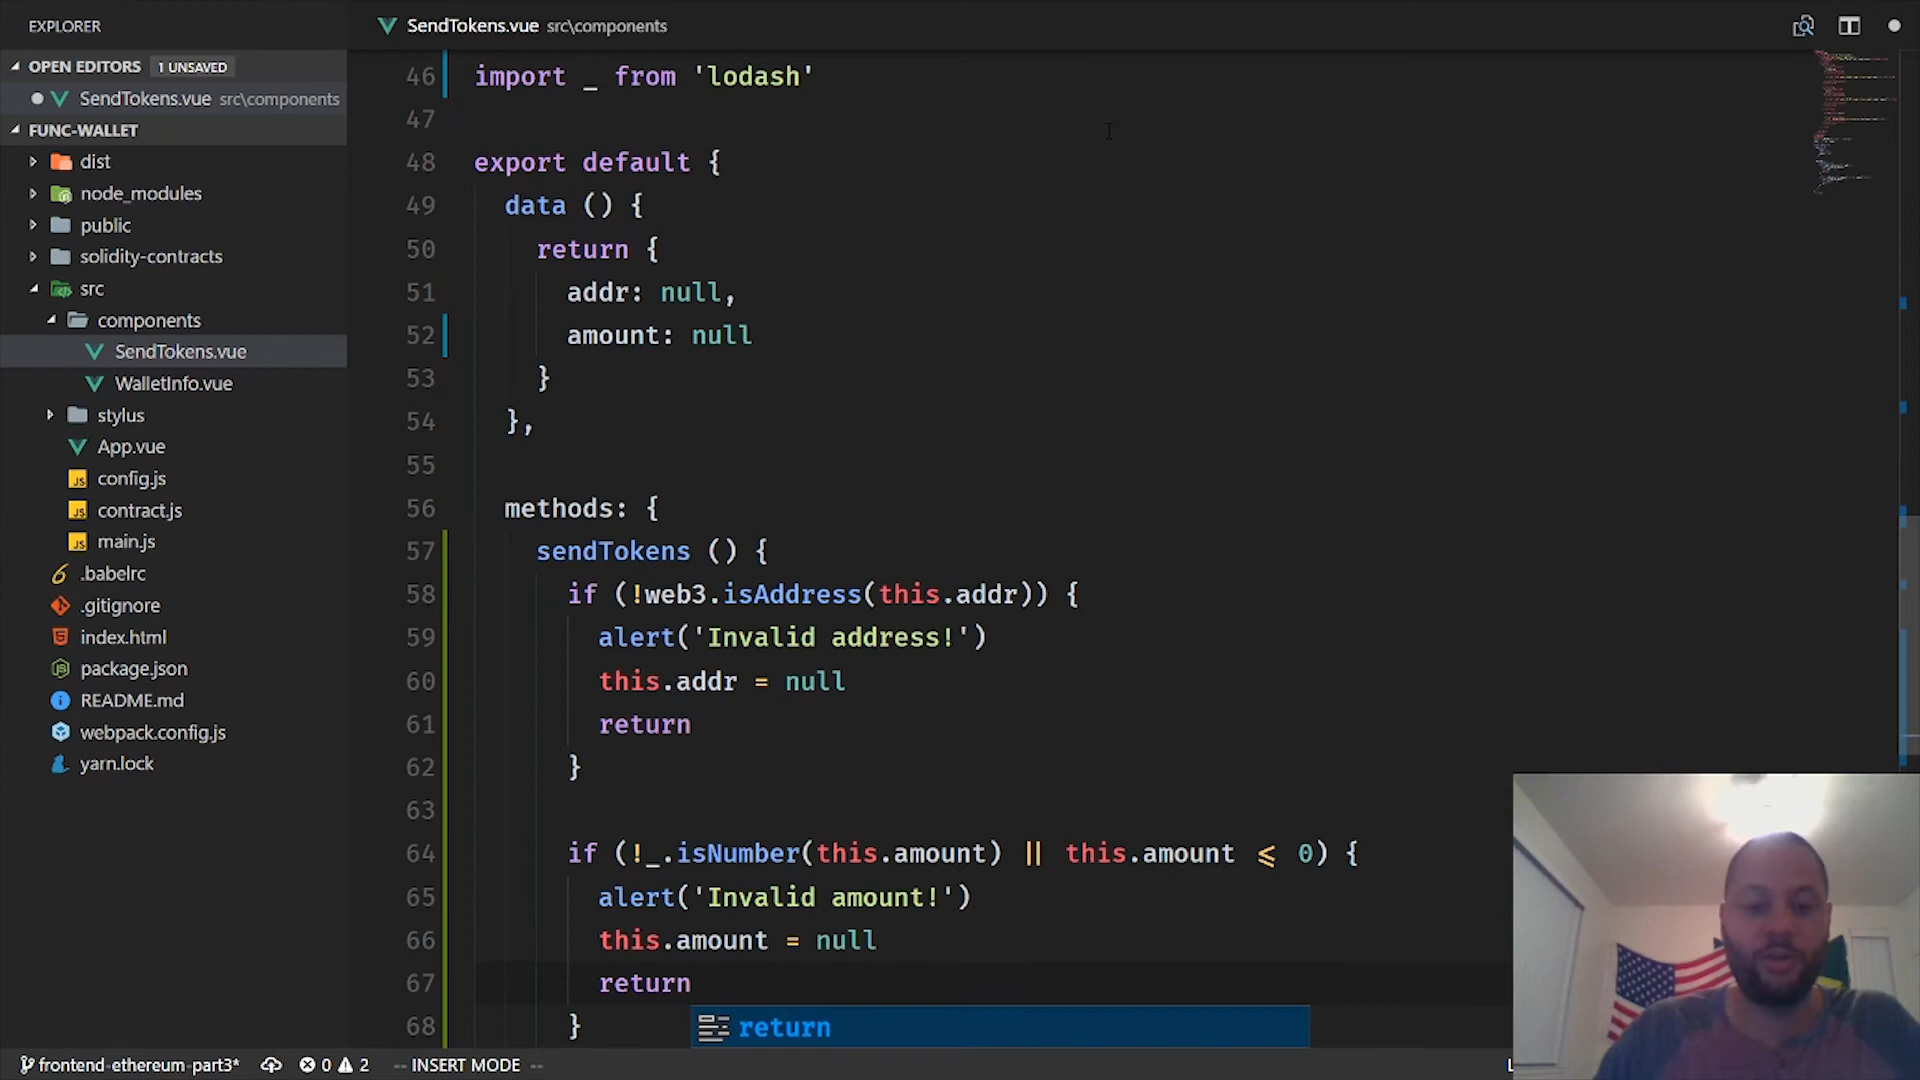 EXPLORER
OPEN EDITORS 1 UNSAVED
SendTokens.vue src\components
FUNC-WALLET
dist
node_modules
public
solidity-contracts
src
components
SendTokens.vue
WalletInfo.vue
stylus
App.vue
config.js
contract.js
main.js
.babelrc
.gitignore
index.html
package.json
README.md
webpack.config.js
yarn.lock
SendTokens.vue src\components
46 import _ from 'lodash'
47
48 export default {
49 data () {
50 return {
51 addr: null,
52 amount: null
53 }
54 },
55
56 methods: {
57 sendTokens () {
58 if (!web3.isAddress(this.addr)) {
59 alert('Invalid address!')
60 this.addr = null
61 return
62 }
63
64 if (!_.isNumber(this.amount) || this.amount <= 0) {
65 alert('Invalid amount!')
66 this.amount = null
67 return
68 }
return
frontend-ethereum-part3* 0 2 -- INSERT MODE --